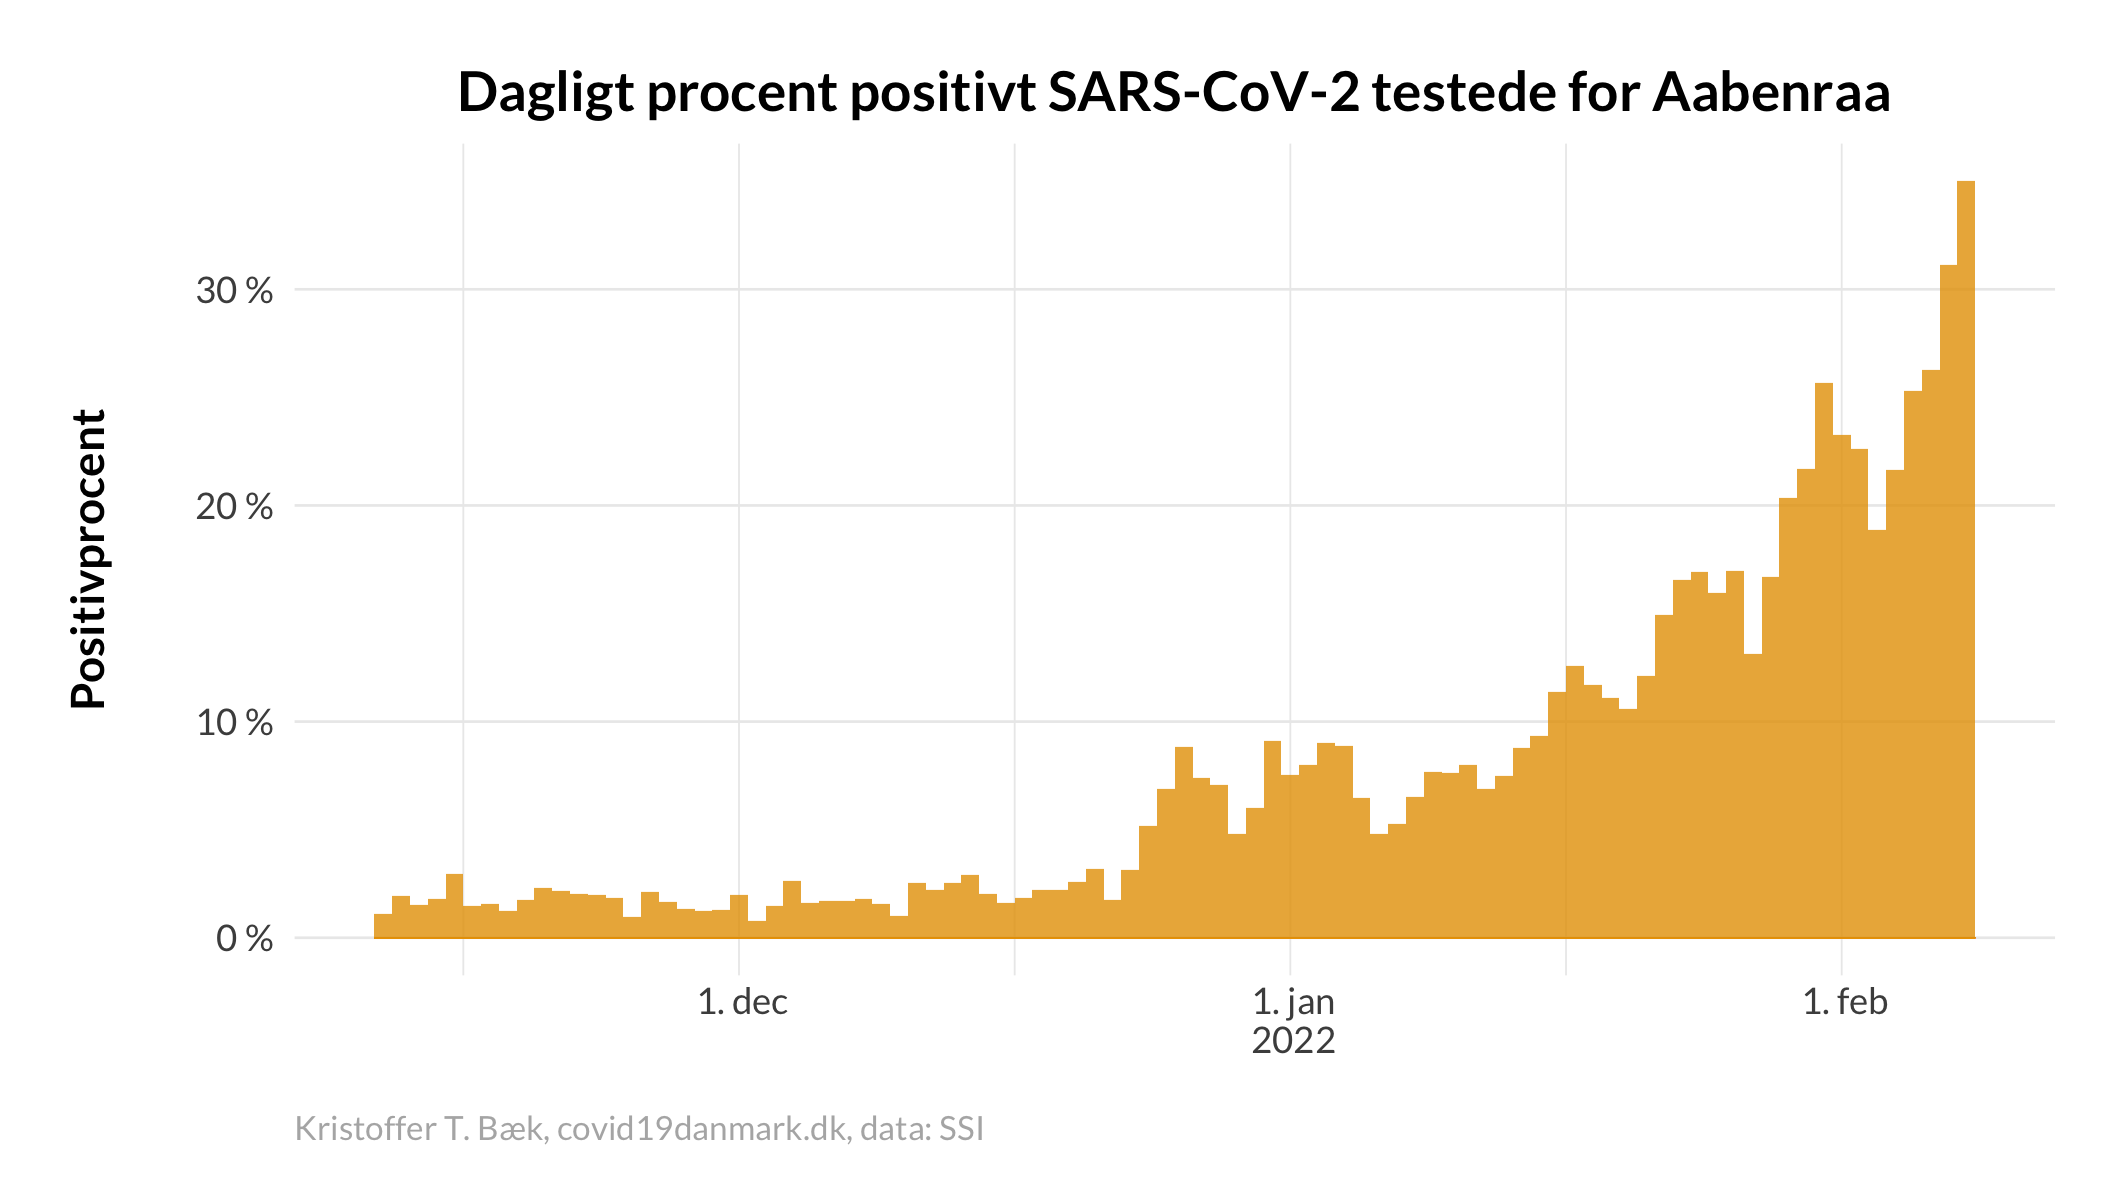 Dagligt procent positivt SARS-CoV-2 testede for Aabenraa
Positivprocent
30 %
20 %
10 %
0 %
1. dec
1. jan
2022
1. feb
Kristoffer T. Bæk, covid19danmark.dk, data: SSI